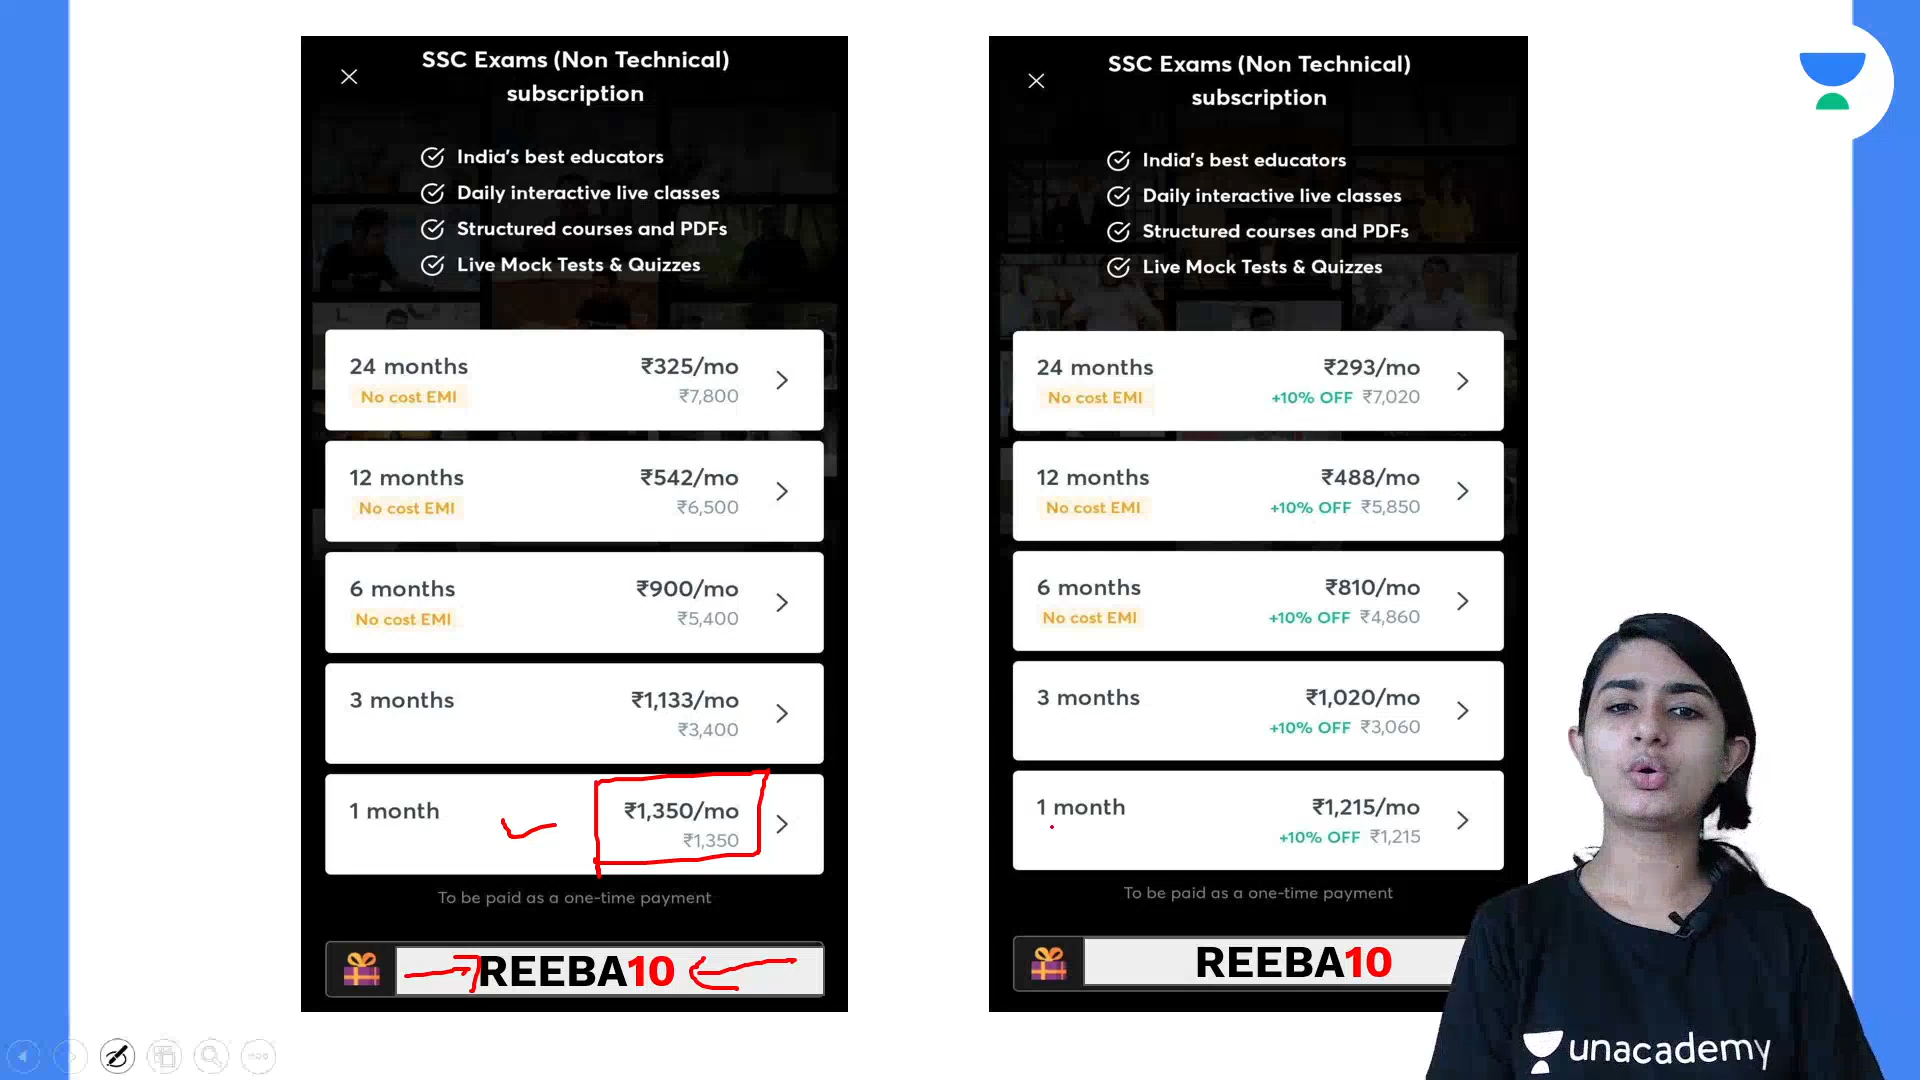 SSC Exams (Non Technical)
subscription
India's best educators
Daily interactive live classes
Structured courses and PDFs
Live Mock Tests & Quizzes
24 months ₹325/mo
No cost EMI ₹7,800
12 months ₹542/mo
No cost EMI ₹6,500
6 months ₹900/mo
No cost EMI ₹5,400
3 months ₹1,133/mo
₹3,400
1 month ₹1,350/mo
₹1,350
To be paid as a one-time payment
REEBA10
SSC Exams (Non Technical)
subscription
India's best educators
Daily interactive live classes
Structured courses and PDFs
Live Mock Tests & Quizzes
24 months ₹293/mo
No cost EMI +10% OFF ₹7,020
12 months ₹488/mo
No cost EMI +10% OFF ₹5,850
6 months ₹810/mo
No cost EMI +10% OFF ₹4,860
3 months ₹1,020/mo
+10% OFF ₹3,060
1 month ₹1,215/mo
+10% OFF ₹1,215
To be paid as a one-time payment
REEBA10
unacademy